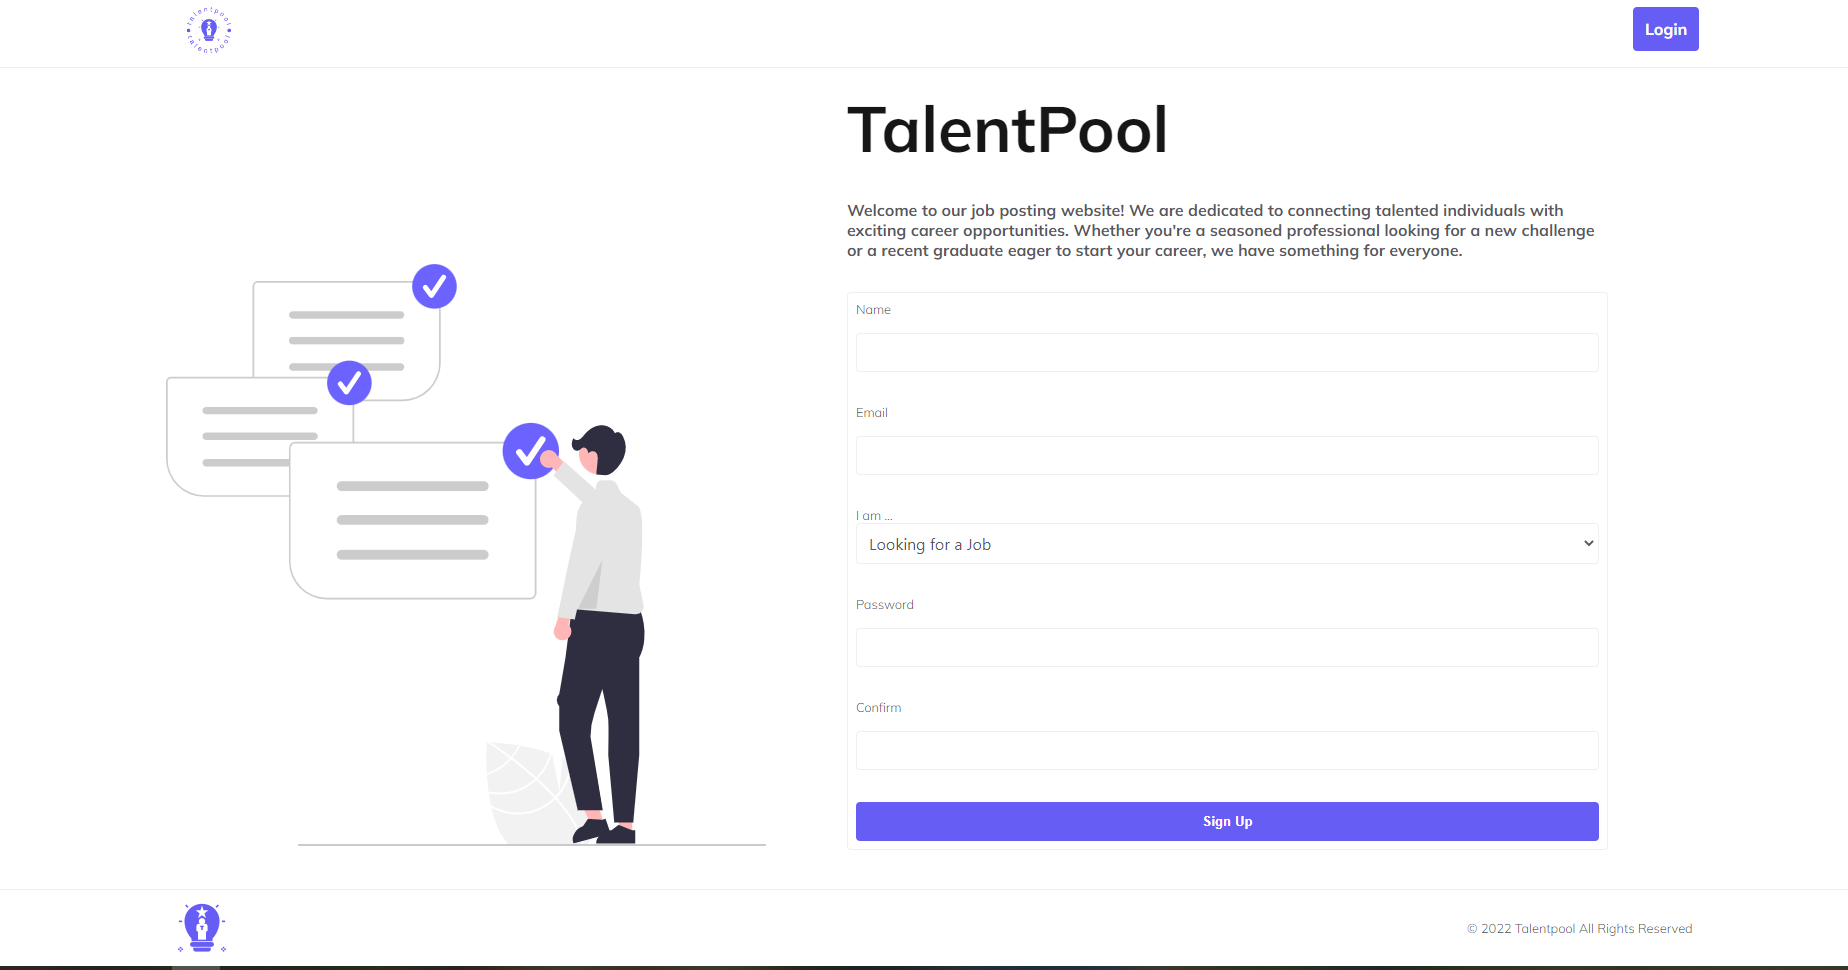 talentpool
talentpool
Login
TalentPool
Welcome to our job posting website! We are dedicated to connecting talented individuals with
exciting career opportunities. Whether you're a seasoned professional looking for a new challenge
or a recent graduate eager to start your career, we have something for everyone.
Name
Email
I am ...
Looking for a Job
Password
Confirm
Sign Up
© 2022 Talentpool All Rights Reserved